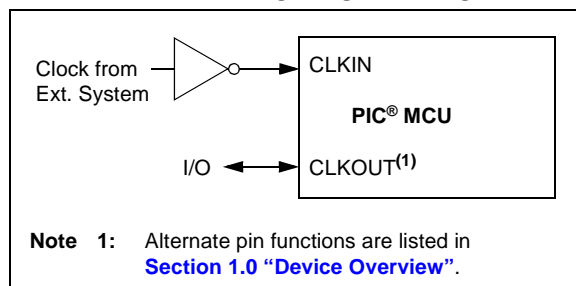 Clock from
Ext. System
CLKIN
PIC® MCU
I/O
CLKOUT(1)
Note 1: Alternate pin functions are listed in
Section 1.0 “Device Overview”.